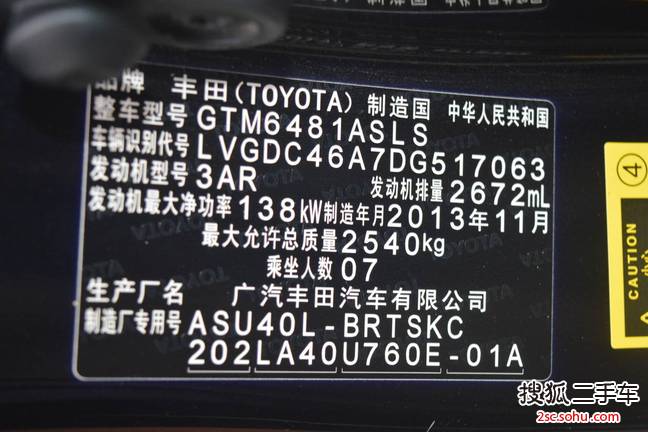 品牌 丰田(TOYOTA) 制造国 中华人民共和国
整车型号 GTM6481ASLS
车辆识别代号 LVGDC46A7DG517063
发动机型号 3AR 发动机排量 2672mL
发动机最大净功率 138kW 制造年月 2013年11月
最大允许总质量 2540kg
乘坐人数 07
生产厂名 广汽丰田汽车有限公司
制造厂专用号 ASU40L-BRTSKC
202LA40U760E-01A
4
CAUTION
搜狐二手车
2sc.sohu.com